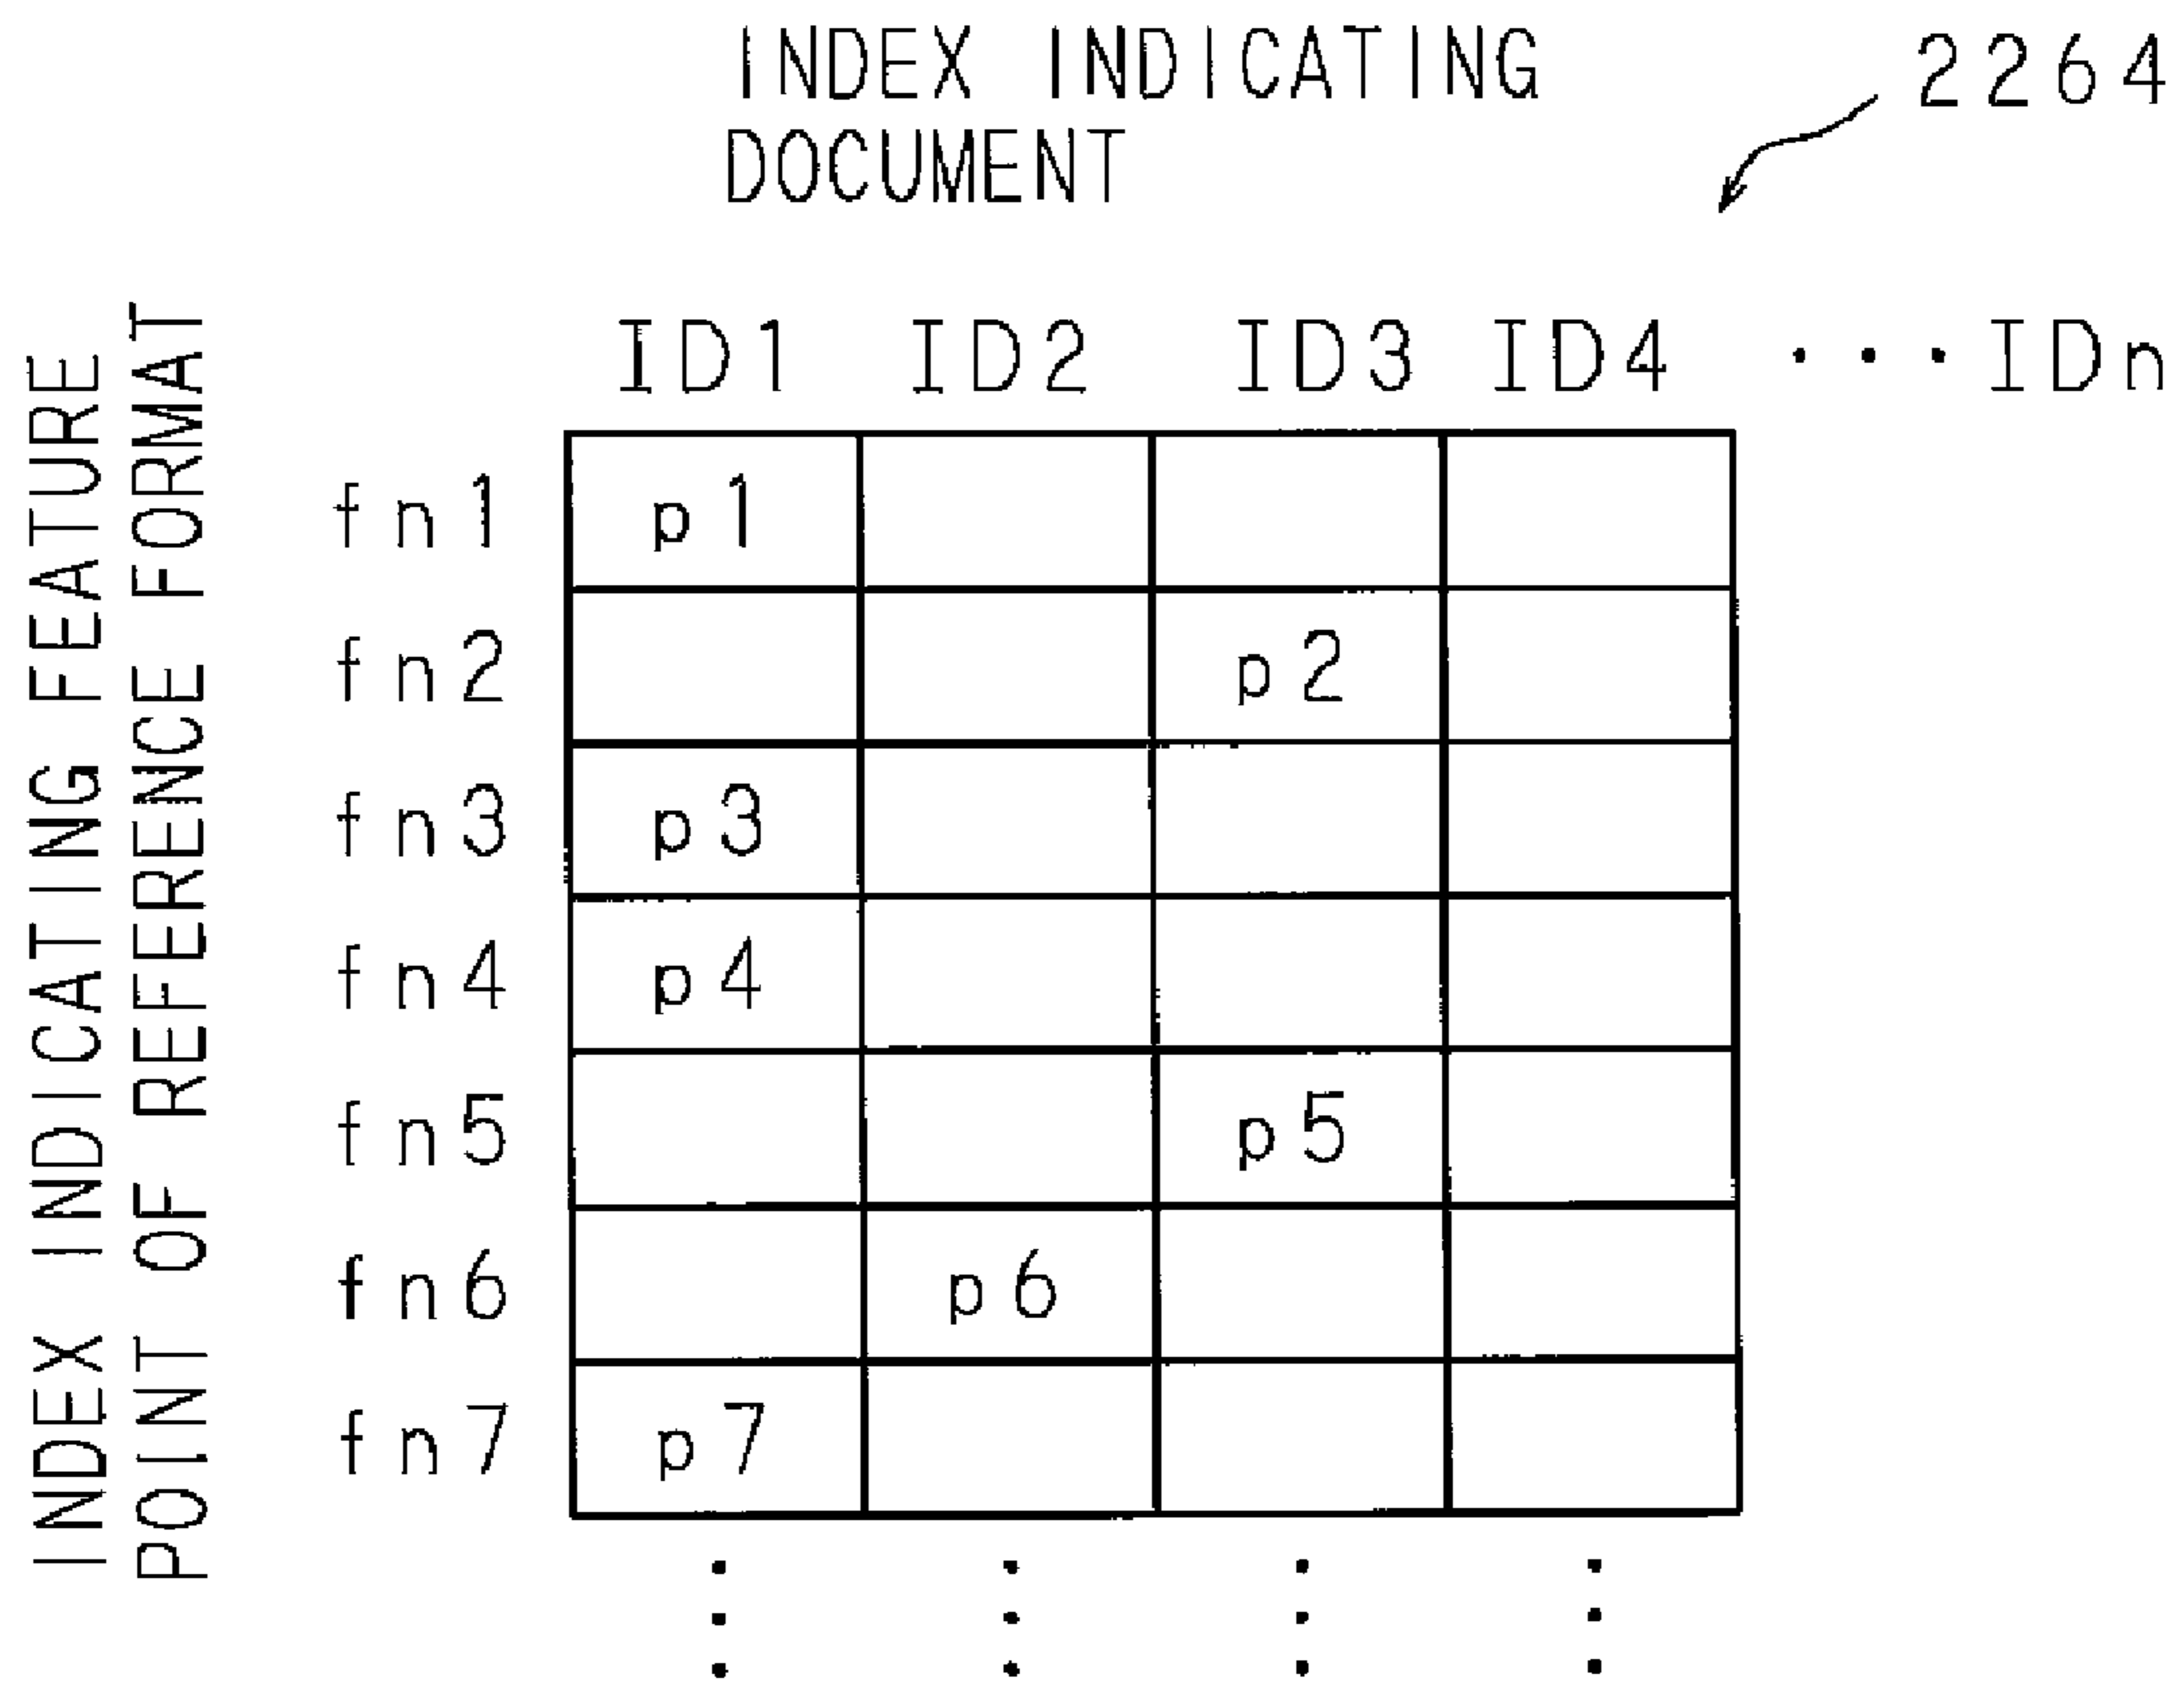 INDEX INDICATING
DOCUMENT
2264
INDEX INDICATING FEATURE
POINT OF REFERENCE FORMAT
ID1 ID2 ID3 ID4 ··· IDn
fn1 p1
fn2 p2
fn3 p3
fn4 p4
fn5 p5
fn6 p6
fn7 p7